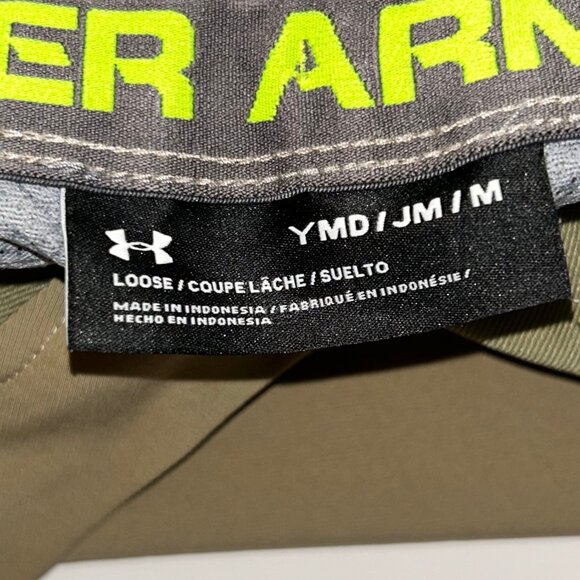 ER ARM
YMD / JM / M
LOOSE / COUPE LÂCHE / SUELTO
MADE IN INDONESIA / FABRIQUÉ EN INDONÉSIE /
HECHO EN INDONESIA